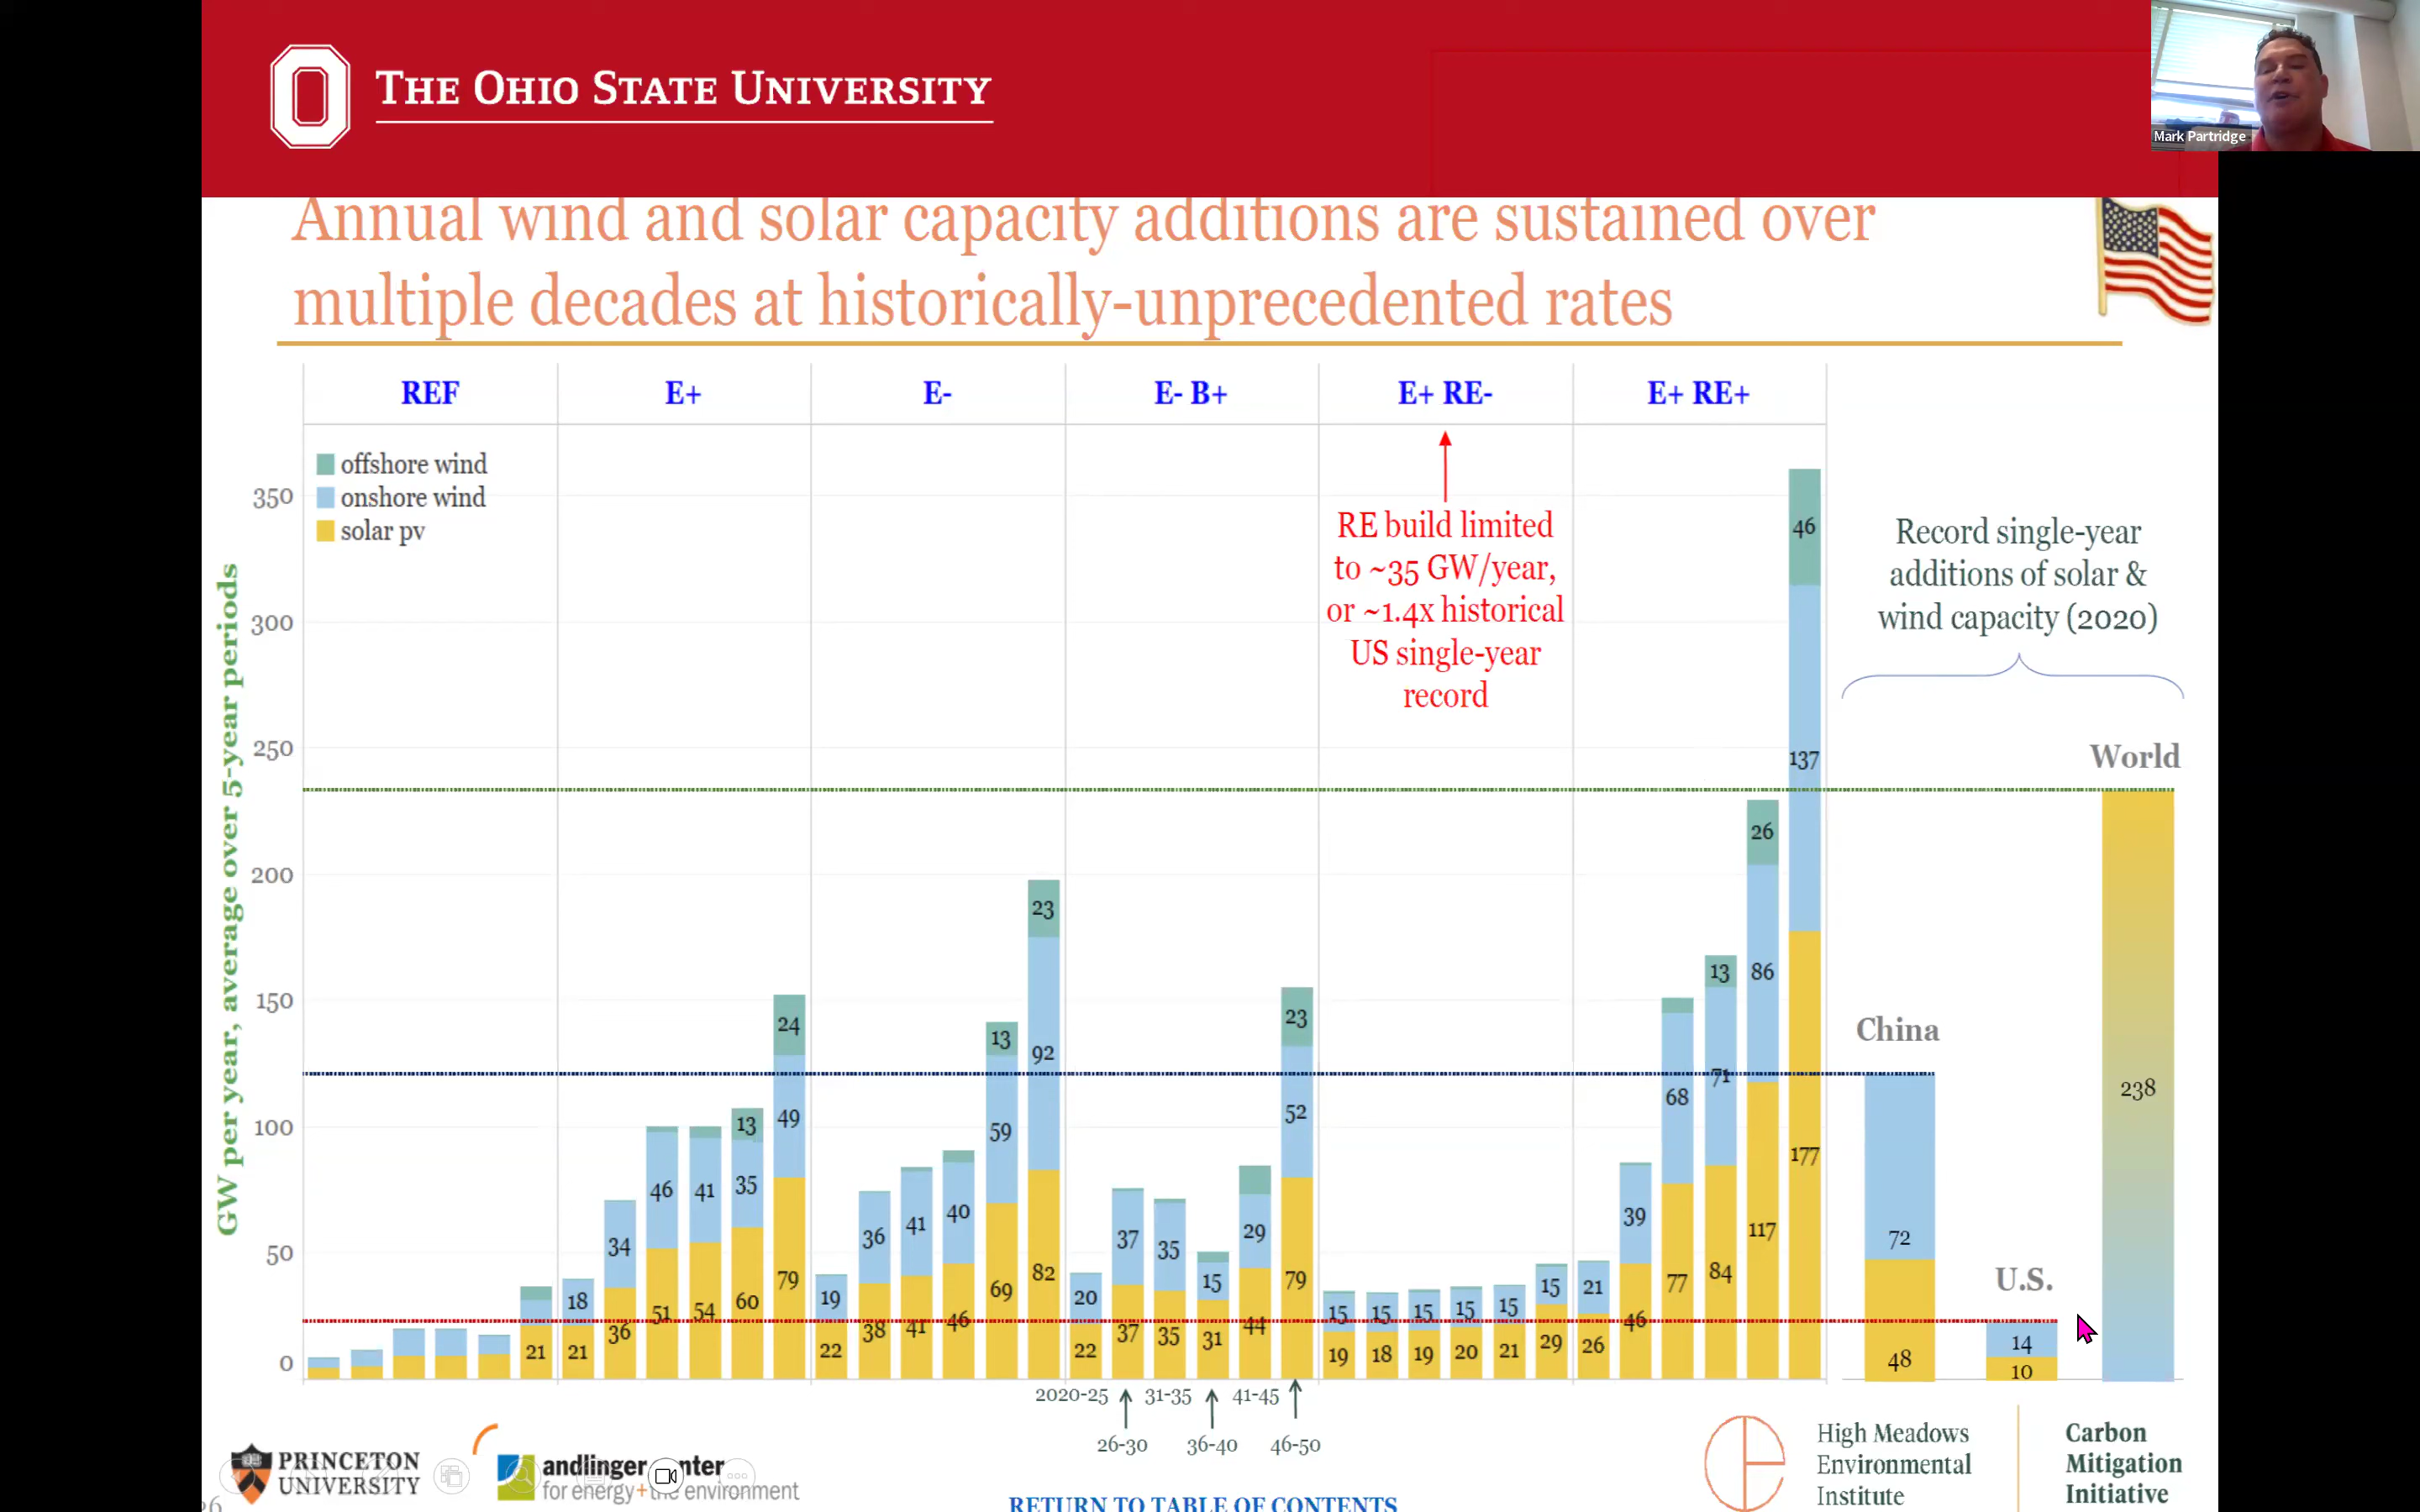 THE OHIO STATE UNIVERSITY
Mark Partridge
Annual wind and solar capacity additions are sustained over
multiple decades at historically-unprecedented rates
REF
E+
E-
E- B+
E+ RE-
E+ RE+
offshore wind
onshore wind
solar pv
GW per year, average over 5-year periods
350
300
250
200
150
100
50
0
RE build limited
to ~35 GW/year,
or ~1.4x historical
US single-year
record
Record single-year
additions of solar &
wind capacity (2020)
World
China
U.S.
21
18
21
34
36
46
51
41
54
13
35
60
24
49
79
19
22
36
38
41
41
40
46
13
59
69
23
92
82
20
22
37
37
35
35
15
31
29
44
23
52
79
15
19
15
18
15
19
15
20
15
21
15
29
21
26
39
46
68
77
13
71
84
26
86
117
46
137
177
72
48
14
10
238
2020-25
31-35
41-45
26-30
36-40
46-50
PRINCETON
UNIVERSITY
andlinger nter
for energy+the environment
High Meadows
Environmental
Institute
Carbon
Mitigation
Initiative
RETURN TO TABLE OF CONTENTS